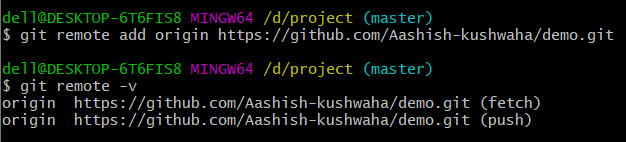 dell@DESKTOP-6T6FIS8 MINGW64 /d/project (master)
$ git remote add origin https://github.com/Aashish-kushwaha/demo.git
dell@DESKTOP-6T6FIS8 MINGW64 /d/project (master)
$ git remote -v
origin  https://github.com/Aashish-kushwaha/demo.git (fetch)
origin  https://github.com/Aashish-kushwaha/demo.git (push)